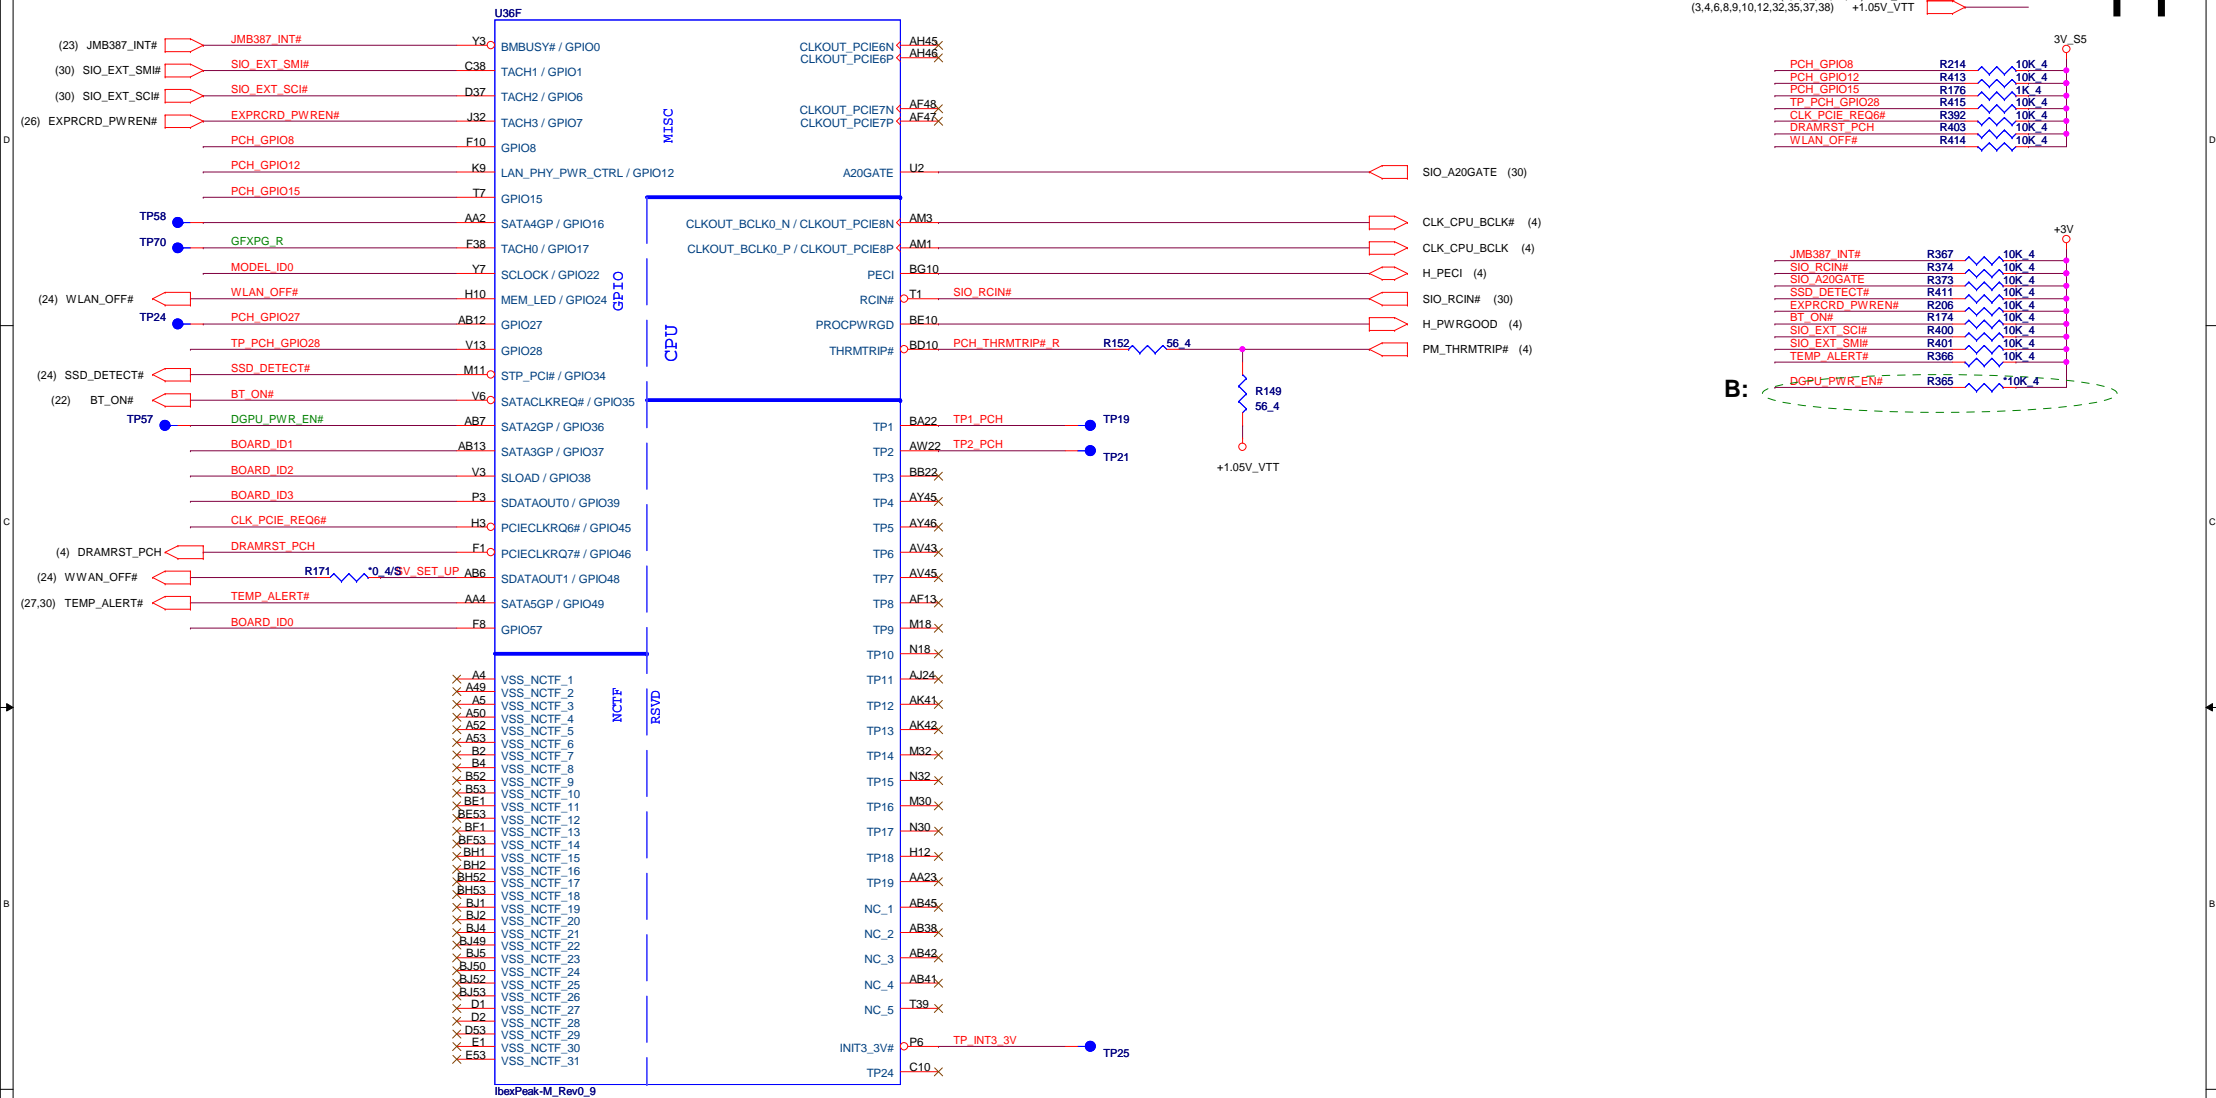 U36F
(3,4,6,8,9,10,12,32,35,37,38) +1.05V_VTT
(23) JMB387_INT# JMB387_INT# Y3 BMBUSY# / GPIO0
(30) SIO_EXT_SMI# SIO_EXT_SMI# C38 TACH1 / GPIO1
(30) SIO_EXT_SCI# SIO_EXT_SCI# D37 TACH2 / GPIO6
(26) EXPRCRD_PWREN# EXPRCRD_PWREN# J32 TACH3 / GPIO7
PCH_GPIO8 F10 GPIO8
PCH_GPIO12 K9 LAN_PHY_PWR_CTRL / GPIO12
PCH_GPIO15 T7 GPIO15
TP58 AA2 SATA4GP / GPIO16
TP70 GFXPG_R F38 TACH0 / GPIO17
MODEL_ID0 Y7 SCLOCK / GPIO22
(24) WLAN_OFF# WLAN_OFF# H10 MEM_LED / GPIO24
TP24 PCH_GPIO27 AB12 GPIO27
TP_PCH_GPIO28 V13 GPIO28
(24) SSD_DETECT# SSD_DETECT# M11 STP_PCI# / GPIO34
(22) BT_ON# BT_ON# V6 SATACLKREQ# / GPIO35
TP57 DGPU_PWR_EN# AB7 SATA2GP / GPIO36
BOARD_ID1 AB13 SATA3GP / GPIO37
BOARD_ID2 V3 SLOAD / GPIO38
BOARD_ID3 P3 SDATAOUT0 / GPIO39
CLK_PCIE_REQ6# H3 PCIECLKRQ6# / GPIO45
(4) DRAMRST_PCH DRAMRST_PCH F1 PCIECLKRQ7# / GPIO46
(24) WWAN_OFF# R171 *0_4/S V_SET_UP AB6 SDATAOUT1 / GPIO48
(27,30) TEMP_ALERT# TEMP_ALERT# AA4 SATA5GP / GPIO49
BOARD_ID0 F8 GPIO57
A4 VSS_NCTF_1
A49 VSS_NCTF_2
A5 VSS_NCTF_3
A50 VSS_NCTF_4
A52 VSS_NCTF_5
A53 VSS_NCTF_6
B2 VSS_NCTF_7
B4 VSS_NCTF_8
B52 VSS_NCTF_9
B53 VSS_NCTF_10
BE1 VSS_NCTF_11
BE53 VSS_NCTF_12
BF1 VSS_NCTF_13
BF53 VSS_NCTF_14
BH1 VSS_NCTF_15
BH2 VSS_NCTF_16
BH52 VSS_NCTF_17
BH53 VSS_NCTF_18
BJ1 VSS_NCTF_19
BJ2 VSS_NCTF_20
BJ4 VSS_NCTF_21
BJ49 VSS_NCTF_22
BJ5 VSS_NCTF_23
BJ50 VSS_NCTF_24
BJ52 VSS_NCTF_25
BJ53 VSS_NCTF_26
D1 VSS_NCTF_27
D2 VSS_NCTF_28
D53 VSS_NCTF_29
E1 VSS_NCTF_30
E53 VSS_NCTF_31
IbexPeak-M_Rev0_9
MISC
GPIO
CPU
NCTF
RSVD
CLKOUT_PCIE6N AH45
CLKOUT_PCIE6P AH46
CLKOUT_PCIE7N AF48
CLKOUT_PCIE7P AF47
A20GATE U2 SIO_A20GATE (30)
CLKOUT_BCLK0_N / CLKOUT_PCIE8N AM3 CLK_CPU_BCLK# (4)
CLKOUT_BCLK0_P / CLKOUT_PCIE8P AM1 CLK_CPU_BCLK (4)
PECI BG10 H_PECI (4)
RCIN# T1 SIO_RCIN# SIO_RCIN# (30)
PROCPWRGD BE10 H_PWRGOOD (4)
THRMTRIP# BD10 PCH_THRMTRIP#_R R152 56_4 PM_THRMTRIP# (4)
R149
56_4
+1.05V_VTT
TP1 BA22 TP1_PCH TP19
TP2 AW22 TP2_PCH TP21
TP3 BB22
TP4 AY45
TP5 AY46
TP6 AV43
TP7 AV45
TP8 AF13
TP9 M18
TP10 N18
TP11 AJ24
TP12 AK41
TP13 AK42
TP14 M32
TP15 N32
TP16 M30
TP17 N30
TP18 H12
TP19 AA23
NC_1 AB45
NC_2 AB38
NC_3 AB42
NC_4 AB41
NC_5 T39
INIT3_3V# P6 TP_INT3_3V TP25
TP24 C10
3V_S5
PCH_GPIO8 R214 10K_4
PCH_GPIO12 R413 10K_4
PCH_GPIO15 R176 1K_4
TP_PCH_GPIO28 R415 10K_4
CLK_PCIE_REQ6# R392 10K_4
DRAMRST_PCH R403 10K_4
WLAN_OFF# R414 10K_4
+3V
JMB387_INT# R367 10K_4
SIO_RCIN# R374 10K_4
SIO_A20GATE R373 10K_4
SSD_DETECT# R411 10K_4
EXPRCRD_PWREN# R206 10K_4
BT_ON# R174 10K_4
SIO_EXT_SCI# R400 10K_4
SIO_EXT_SMI# R401 10K_4
TEMP_ALERT# R366 10K_4
B: DGPU_PWR_EN# R365 *10K_4
D D
C C
B B